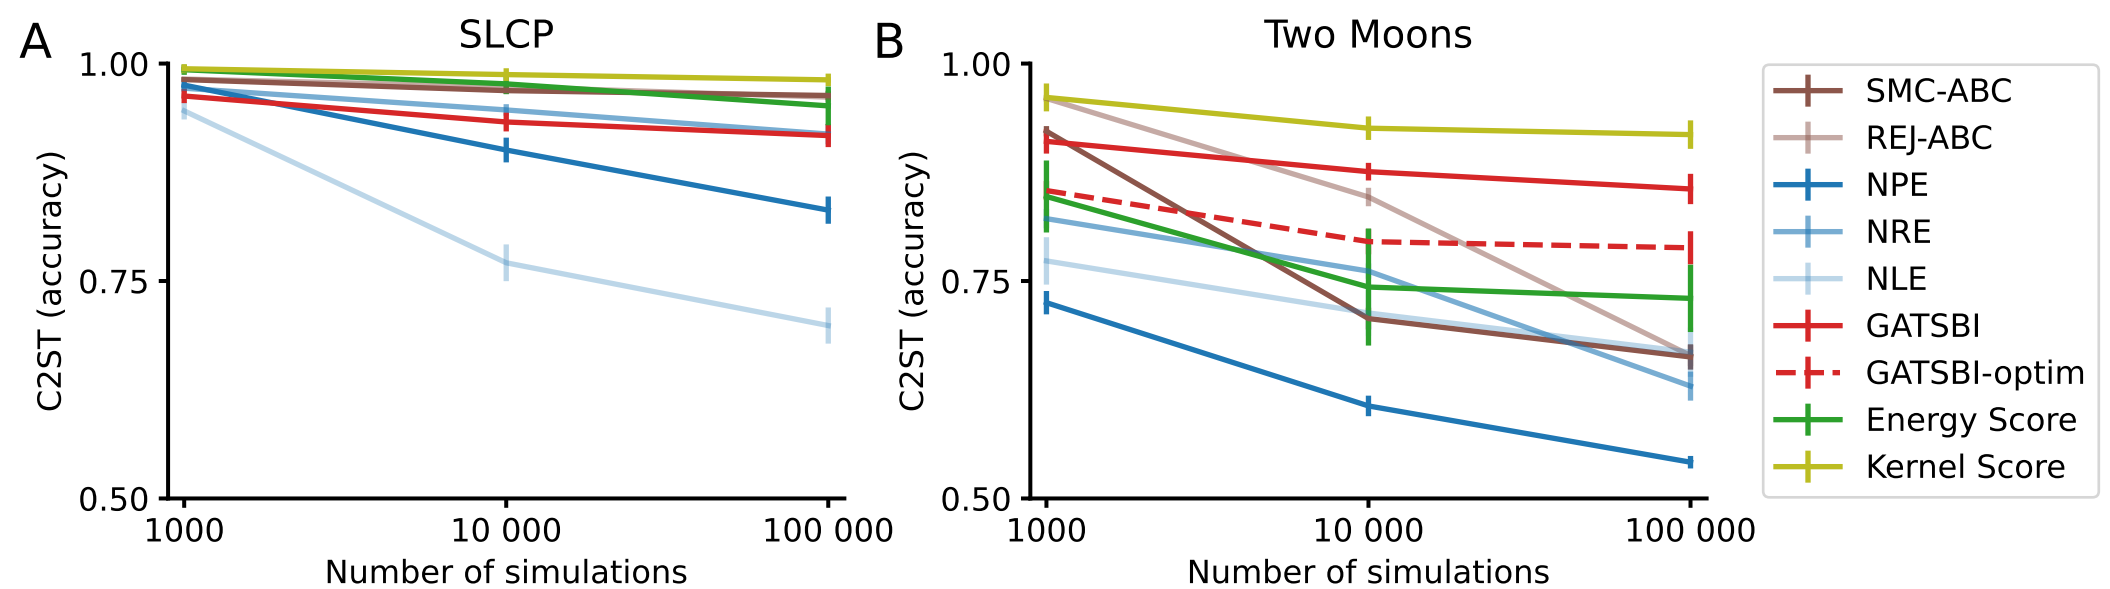 A
SLCP
1.00
0.75
0.50
C2ST (accuracy)
1000
10 000
100 000
Number of simulations
B
Two Moons
1.00
0.75
0.50
C2ST (accuracy)
1000
10 000
100 000
Number of simulations
SMC-ABC
REJ-ABC
NPE
NRE
NLE
GATSBI
GATSBI-optim
Energy Score
Kernel Score